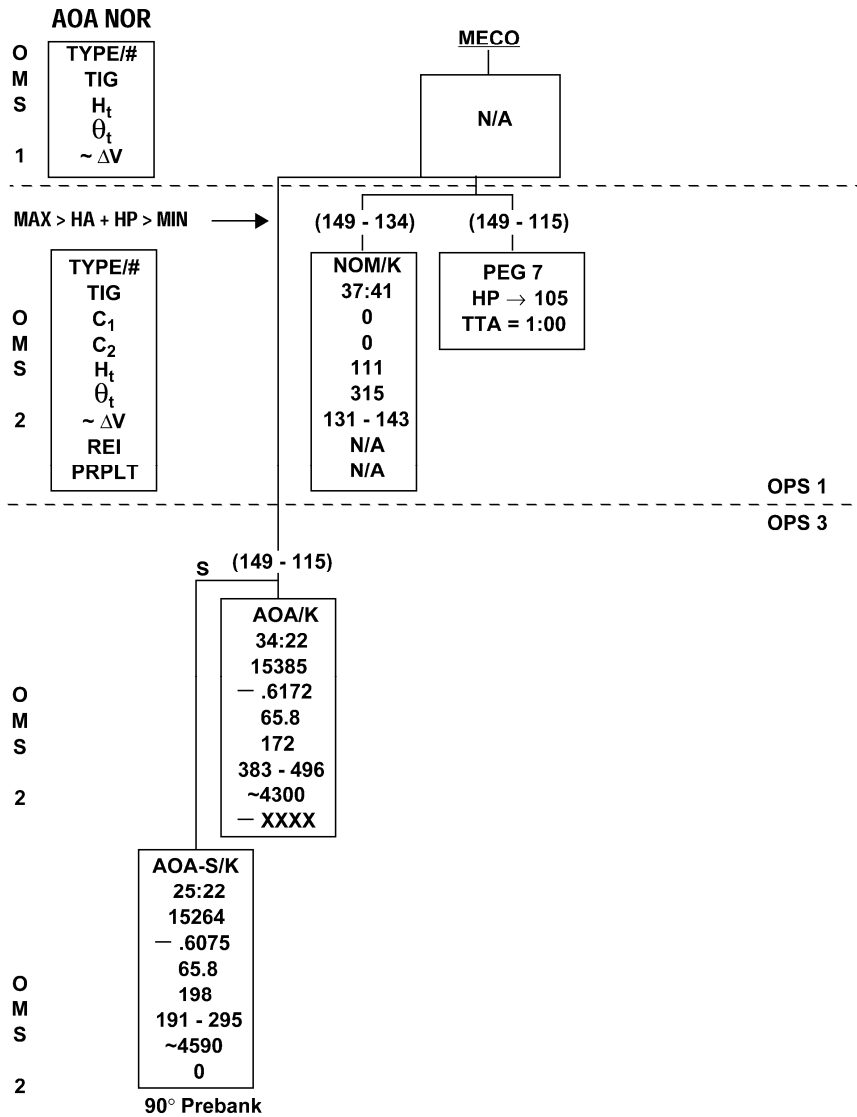 AOA NOR
MECO
O
M
S
1
TYPE/#
TIG
Ht
θt
~ ΔV
N/A
MAX > HA + HP > MIN
(149 - 134)
(149 - 115)
O
M
S
2
TYPE/#
TIG
C1
C2
Ht
θt
~ ΔV
REI
PRPLT
NOM/K
37:41
0
0
111
315
131 - 143
N/A
N/A
PEG 7
HP → 105
TTA = 1:00
OPS 1
OPS 3
S
(149 - 115)
O
M
S
2
AOA/K
34:22
15385
— .6172
65.8
172
383 - 496
~4300
— XXXX
O
M
S
2
AOA-S/K
25:22
15264
— .6075
65.8
198
191 - 295
~4590
0
90° Prebank